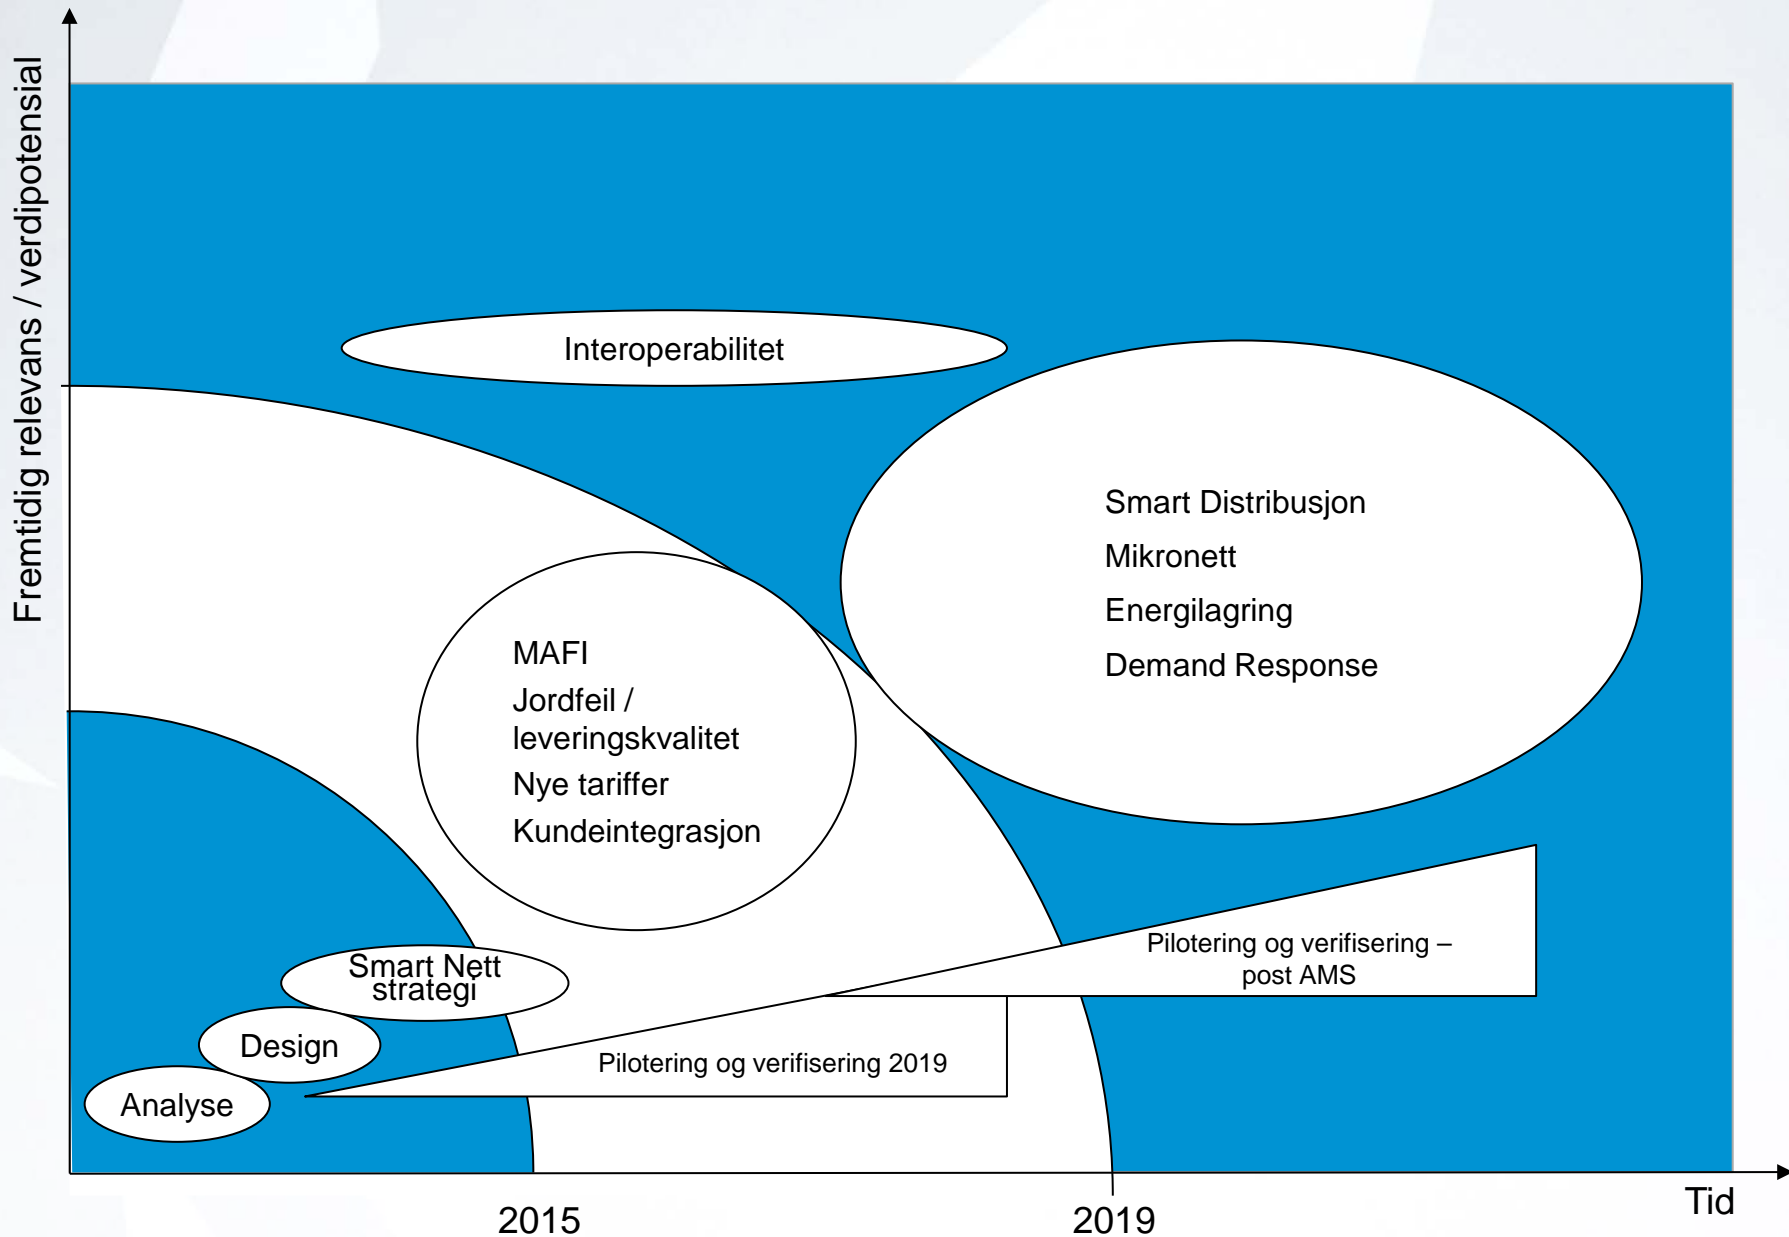 Fremtidig relevans / verdipotensial
Interoperabilitet
Smart Distribusjon
Mikronett
Energilagring
Demand Response
MAFI
Jordfeil /
leveringskvalitet
Nye tariffer
Kundeintegrasjon
Smart Nett
strategi
Design
Analyse
Pilotering og verifisering –
post AMS
Pilotering og verifisering 2019
2015
2019
Tid